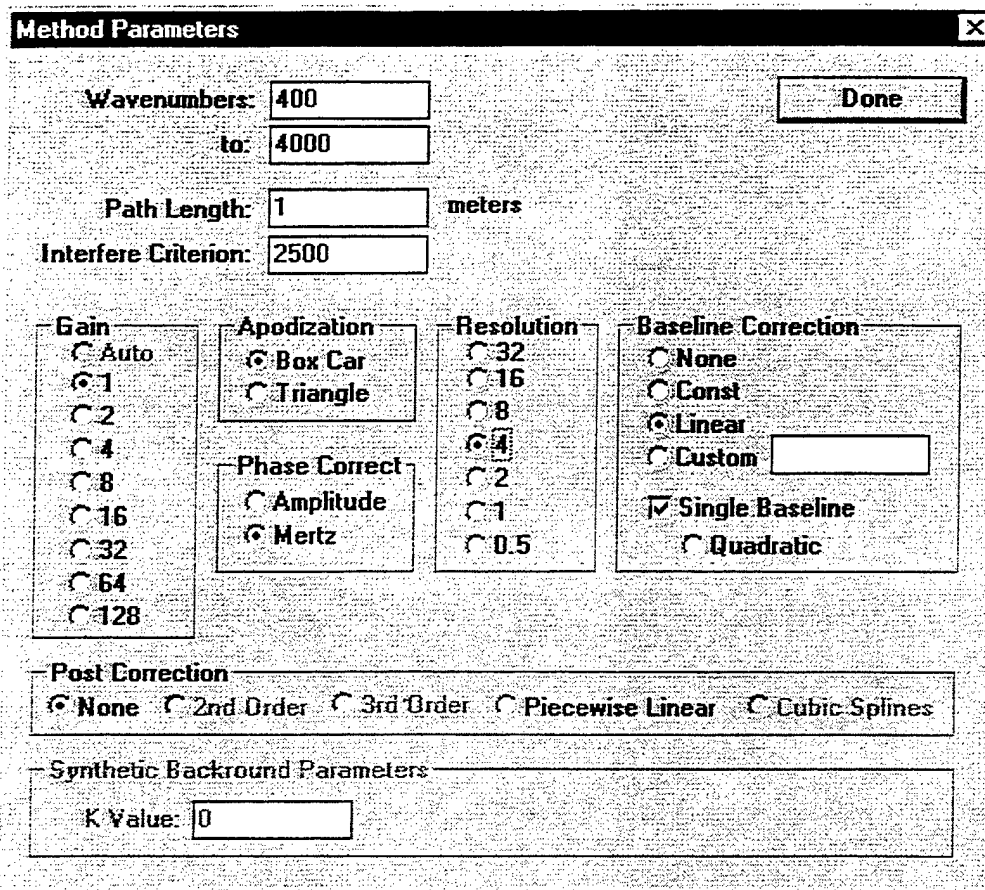 Method Parameters
Wavenumbers: 400
Done
to: 4000
Path Length: 1 meters
Interfere Criterion: 2500
Gain
Auto
1
2
4
8
16
32
64
128
Apodization
Box Car
Triangle
Phase Correct
Amplitude
Mertz
Resolution
32
16
8
4
2
1
0.5
Baseline Correction
None
Const
Linear
Custom
Single Baseline
Quadratic
Post Correction
None 2nd Order 3rd Order Piecewise Linear Cubic Splines
Synthetic Backround Parameters
K Value: 0